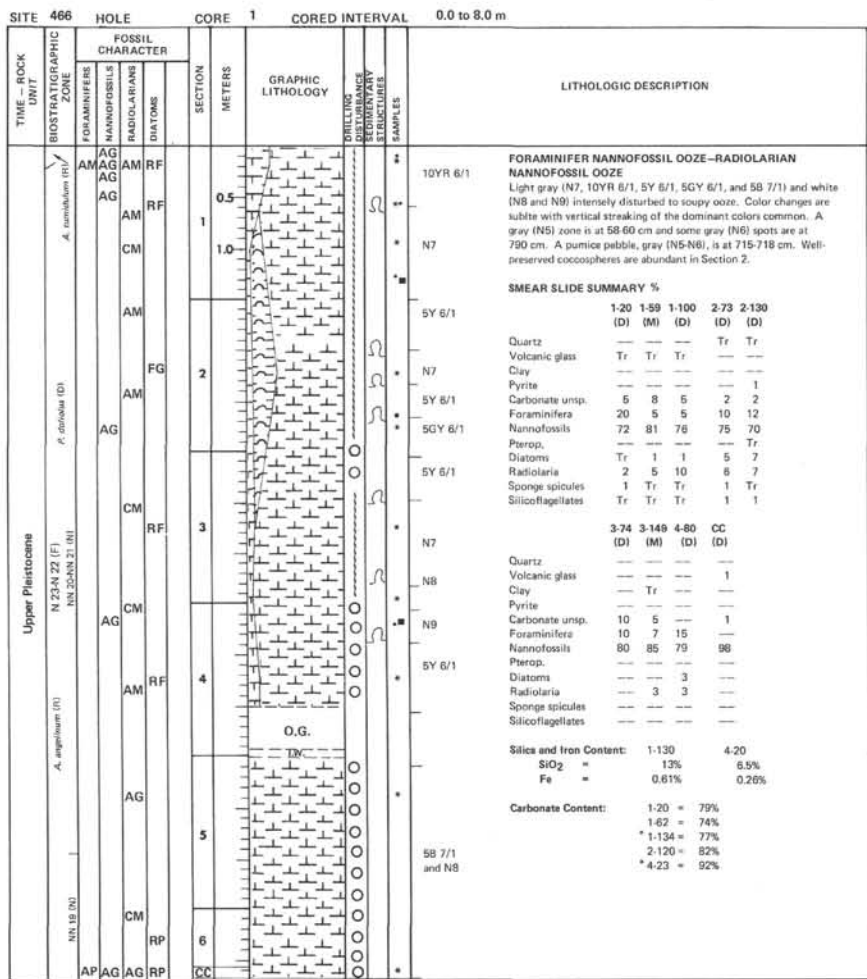 SITE 466 HOLE CORE 1 CORED INTERVAL 0.0 to 8.0 m
TIME – ROCK UNIT
BIOSTRATIGRAPHIC ZONE
FOSSIL CHARACTER
FORAMINIFERS
NANNOFOSSILS
RADIOLARIANS
DIATOMS
SECTION
METERS
GRAPHIC LITHOLOGY
DRILLING DISTURBANCE
SEDIMENTARY STRUCTURES
SAMPLES
LITHOLOGIC DESCRIPTION
Upper Pleistocene
(R)
P. doliolus (D)
N 23-N 22 (F)
NN 20-NN 21 (N)
A. angelinum (R)
NN 19 (N)
AG
AM AG AM RF
AG
AG
RF
AM
CM
AM
FG
AM
AG
CM
RF
CM
AG
RF
AM
AG
CM
RP
AP AG AG RP
0.5
1
1.0
2
3
4
O.G.
I.W.
5
6
CC
10YR 6/1
N7
5Y 6/1
N7
5Y 6/1
5GY 6/1
5Y 6/1
N7
N8
N9
5Y 6/1
5B 7/1
and N8
FORAMINIFER NANNOFOSSIL OOZE–RADIOLARIAN
NANNOFOSSIL OOZE
Light gray (N7, 10YR 6/1, 5Y 6/1, 5GY 6/1, and 5B 7/1) and white
(N8 and N9) intensely disturbed to soupy ooze. Color changes are
sublte with vertical streaking of the dominant colors common. A
gray (N5) zone is at 58-60 cm and some gray (N6) spots are at
790 cm. A pumice pebble, gray (N5-N6), is at 715-718 cm. Well-
preserved coccospheres are abundant in Section 2.
SMEAR SLIDE SUMMARY %
1-20 1-59 1-100 2-73 2-130
(D) (M) (D) (D) (D)
Quartz — — — Tr Tr
Volcanic glass Tr Tr Tr — —
Clay — — — — —
Pyrite — — — — 1
Carbonate unsp. 5 8 5 2 2
Foraminifera 20 5 5 10 12
Nannofossils 72 81 76 75 70
Pterop. — — — — Tr
Diatoms Tr 1 1 5 7
Radiolaria 2 5 10 6 7
Sponge spicules 1 Tr Tr 1 Tr
Silicoflagellates Tr Tr Tr 1 1
3-74 3-149 4-80 CC
(D) (M) (D) (D)
Quartz — — — —
Volcanic glass — — — 1
Clay — Tr — —
Pyrite — — — —
Carbonate unsp. 10 5 — 1
Foraminifera 10 7 15 —
Nannofossils 80 85 79 98
Pterop. — — — —
Diatoms — — 3 —
Radiolaria — 3 3 —
Sponge spicules — — — —
Silicoflagellates — — — —
Silica and Iron Content: 1-130 4-20
SiO2 = 13% 6.5%
Fe = 0.61% 0.26%
Carbonate Content: 1-20 = 79%
1-62 = 74%
* 1-134 = 77%
2-120 = 82%
* 4-23 = 92%